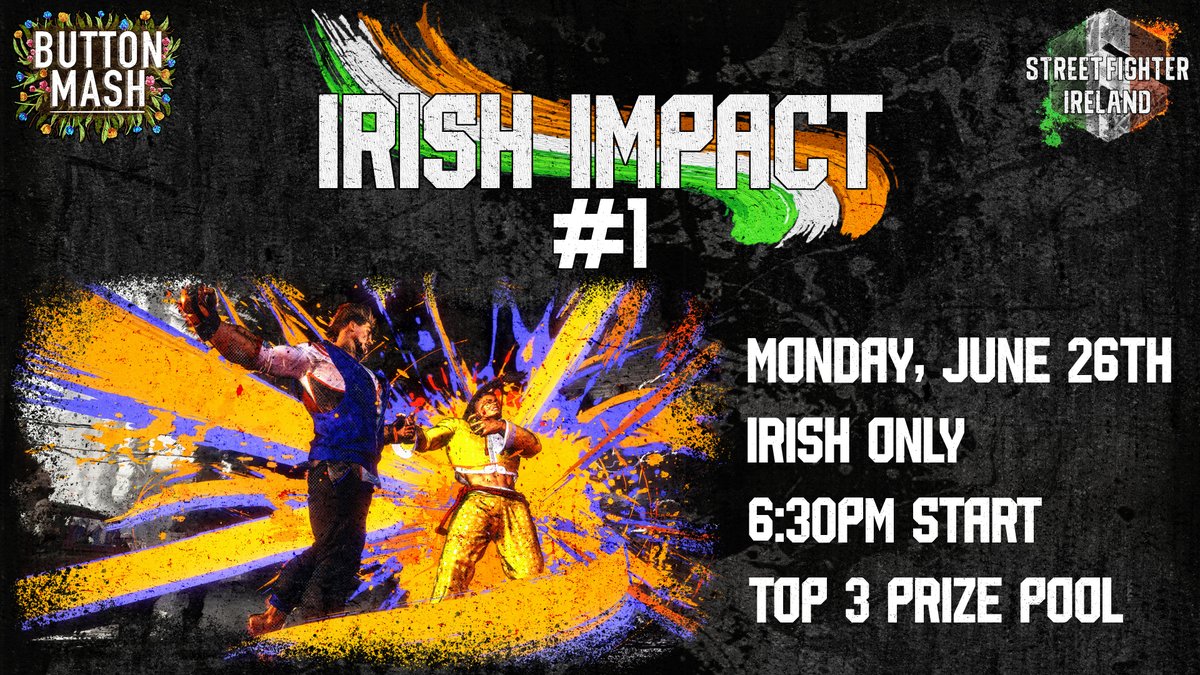 BUTTON
MASH
STREET FIGHTER
IRELAND
IRISH IMPACT
#1
MONDAY, JUNE 26TH
IRISH ONLY
6:30PM START
TOP 3 PRIZE POOL